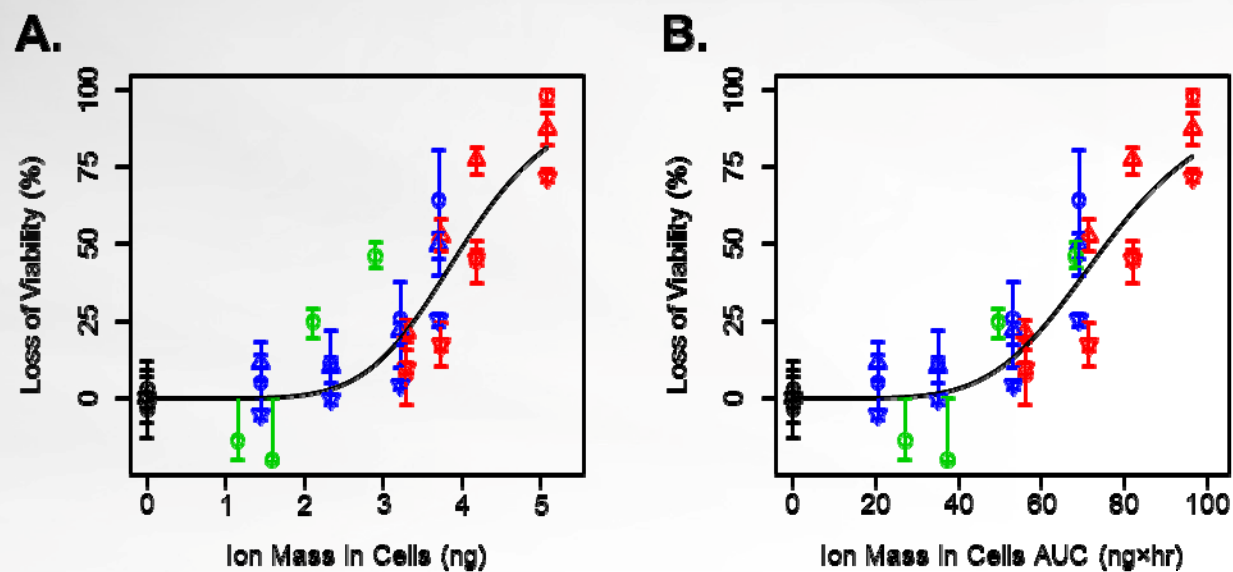 A.
B.
Loss of Viability (%)
100
75
50
25
0
0 1 2 3 4 5
Ion Mass In Cells (ng)
Loss of Viability (%)
100
75
50
25
0
0 20 40 60 80 100
Ion Mass In Cells AUC (ng×hr)